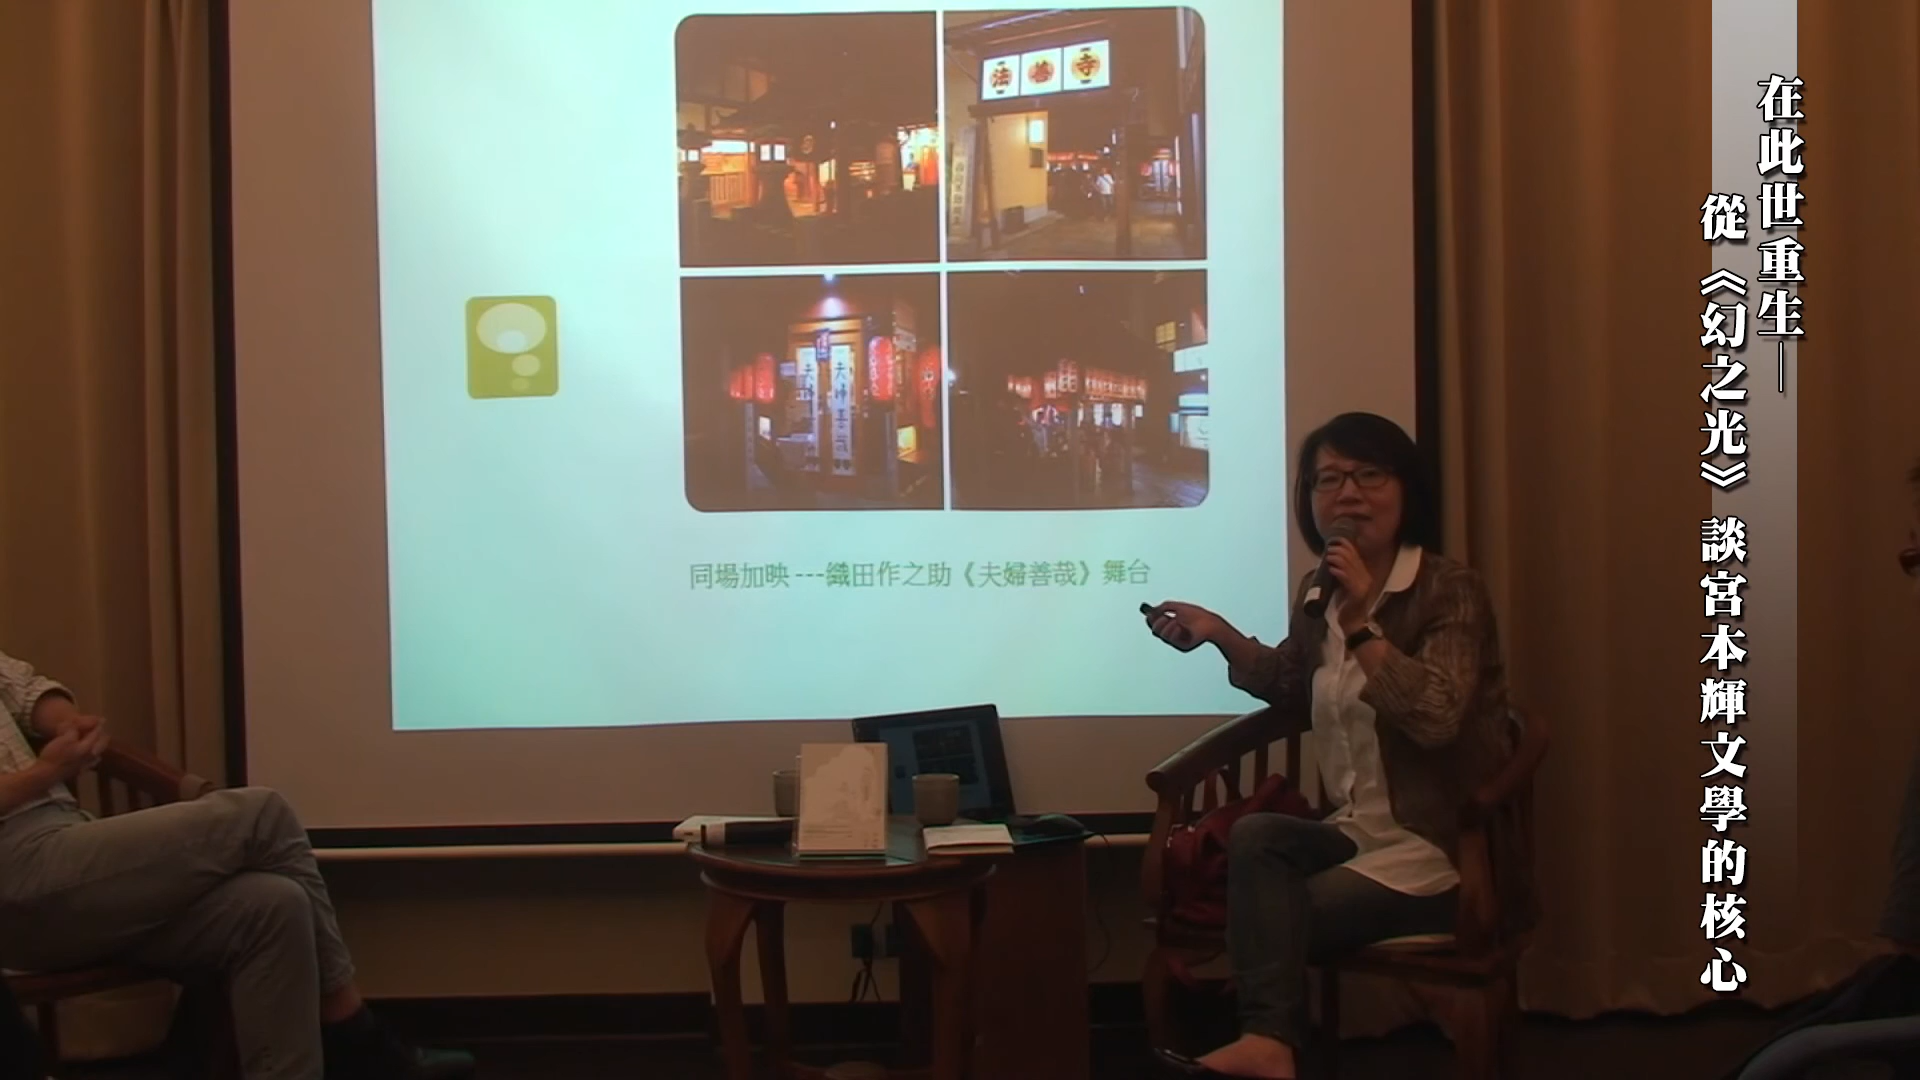 在此世重生—
從《幻之光》談宮本輝文學的核心
法善寺
夫婦善哉
同場加映---織田作之助《夫婦善哉》舞台